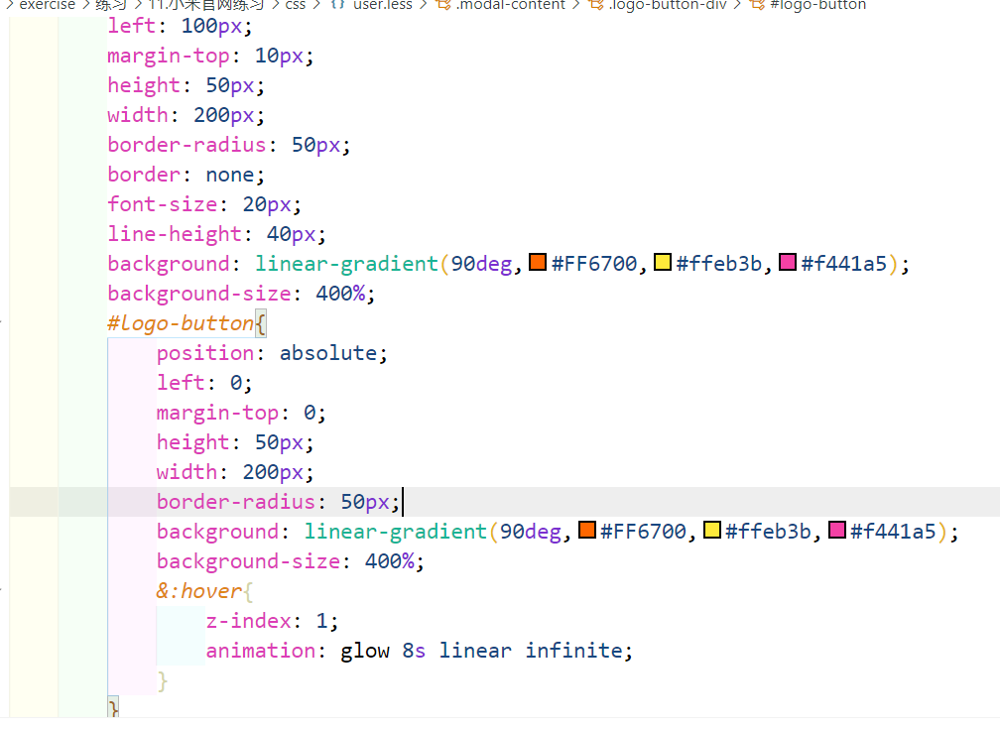 exercise > 练习 > 11.小米官网练习 > css > {} user.less > .modal-content > .logo-button-div > #logo-button
left: 100px;
margin-top: 10px;
height: 50px;
width: 200px;
border-radius: 50px;
border: none;
font-size: 20px;
line-height: 40px;
background: linear-gradient(90deg,#FF6700,#ffeb3b,#f441a5);
background-size: 400%;
#logo-button{
position: absolute;
left: 0;
margin-top: 0;
height: 50px;
width: 200px;
border-radius: 50px;
background: linear-gradient(90deg,#FF6700,#ffeb3b,#f441a5);
background-size: 400%;
&:hover{
z-index: 1;
animation: glow 8s linear infinite;
}
}